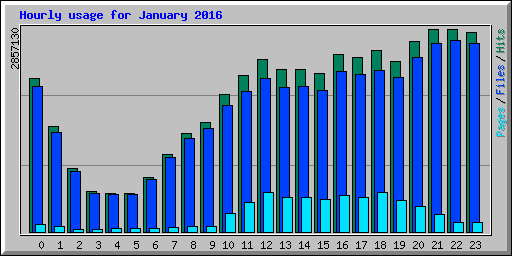 Hourly usage for January 2016
2857130
Pages / Files / Hits
0 1 2 3 4 5 6 7 8 9 10 11 12 13 14 15 16 17 18 19 20 21 22 23